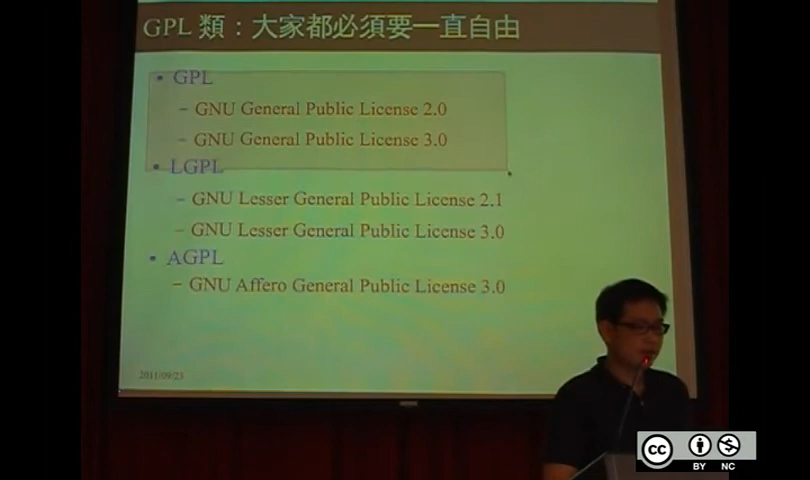 GPL 類：大家都必須要一直自由
• GPL
– GNU General Public License 2.0
– GNU General Public License 3.0
• LGPL
– GNU Lesser General Public License 2.1
– GNU Lesser General Public License 3.0
• AGPL
– GNU Affero General Public License 3.0
2011/09/23
cc
BY NC